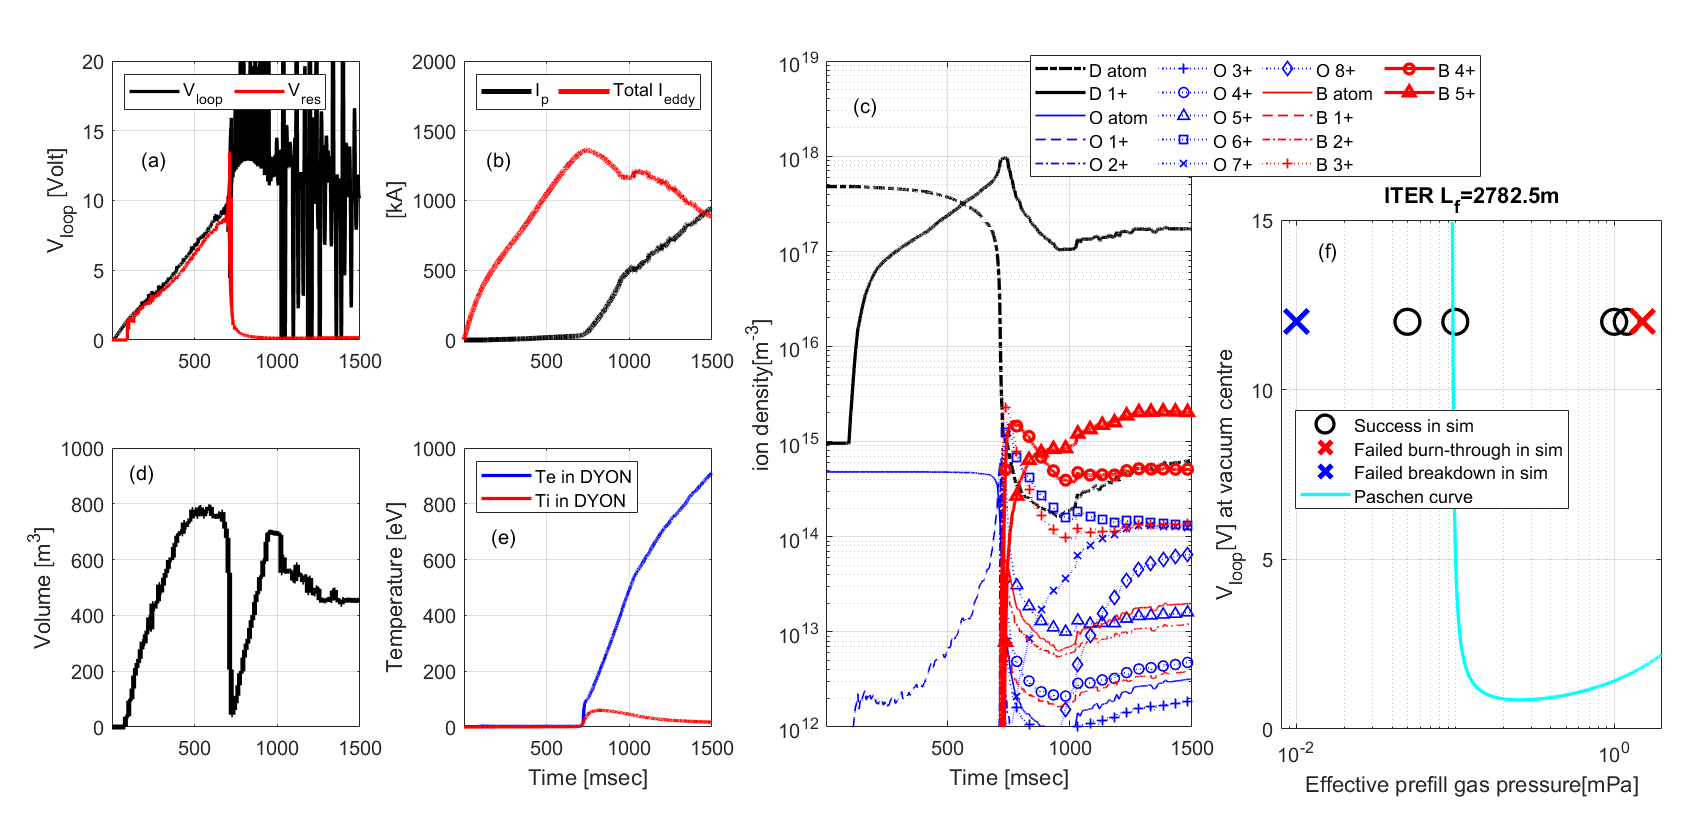 20
15
10
5
0
500
1000
1500
V_loop [Volt]
V_loop
V_res
(a)
2000
1500
1000
500
0
500
1000
1500
[kA]
I_p
Total I_eddy
(b)
1000
800
600
400
200
0
500
1000
1500
Volume [m^3]
(d)
1000
800
600
400
200
0
500
1000
1500
Temperature [eV]
Time [msec]
Te in DYON
Ti in DYON
(e)
10^19
10^18
10^17
10^16
10^15
10^14
10^13
10^12
500
1000
1500
ion density[m^-3]
Time [msec]
(c)
D atom
D 1+
O atom
O 1+
O 2+
O 3+
O 4+
O 5+
O 6+
O 7+
O 8+
B atom
B 1+
B 2+
B 3+
B 4+
B 5+
ITER L_f=2782.5m
15
10
5
0
10^-2
10^0
V_loop[V] at vacuum centre
Effective prefill gas pressure[mPa]
(f)
Success in sim
Failed burn-through in sim
Failed breakdown in sim
Paschen curve